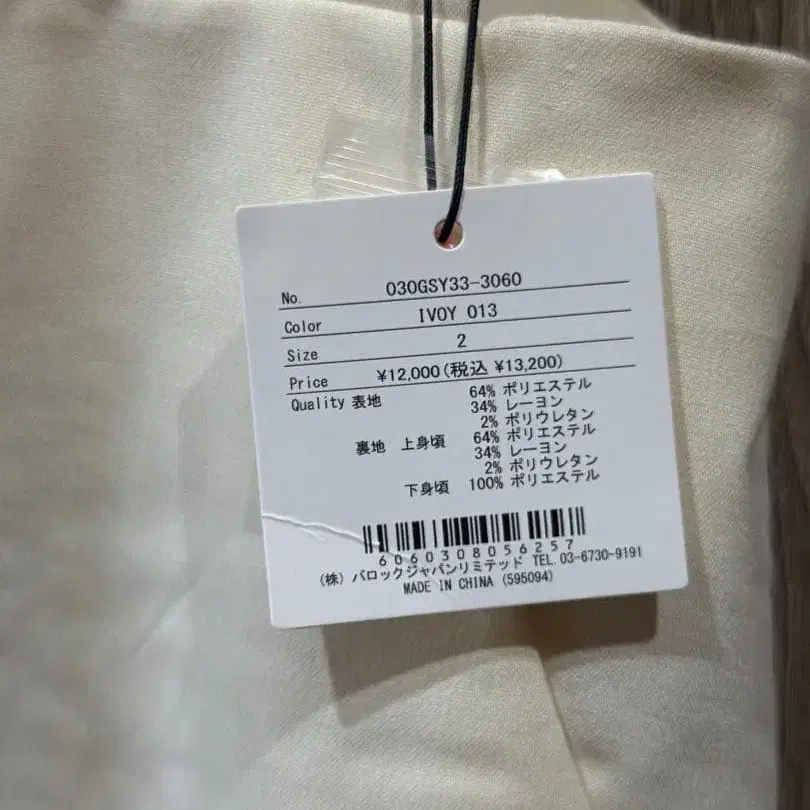 No. 030GSY33-3060
Color IVOY 013
Size 2
Price ¥12,000(税込 ¥13,200)
Quality 表地 64% ポリエステル
34% レーヨン
2% ポリウレタン
裏地 上身頃 64% ポリエステル
34% レーヨン
2% ポリウレタン
下身頃 100% ポリエステル
6060308056257
(株) バロックジャパンリミテッド TEL.03-6730-9191
MADE IN CHINA (595094)